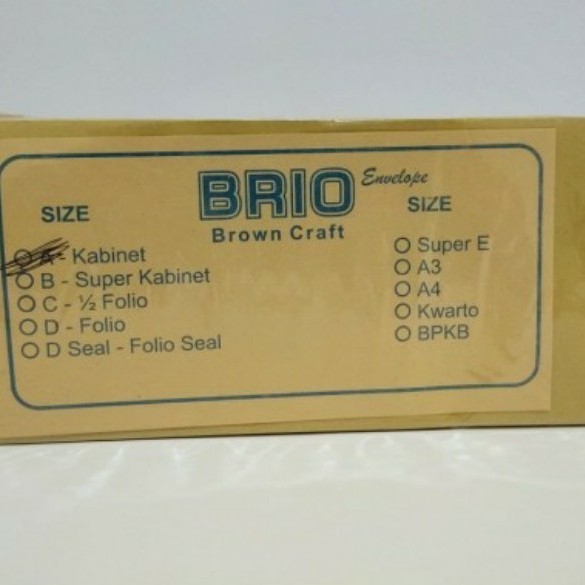 BRIO Envelope
Brown Craft
SIZE
A - Kabinet
B - Super Kabinet
C - ½ Folio
D - Folio
D Seal - Folio Seal
SIZE
Super E
A3
A4
Kwarto
BPKB